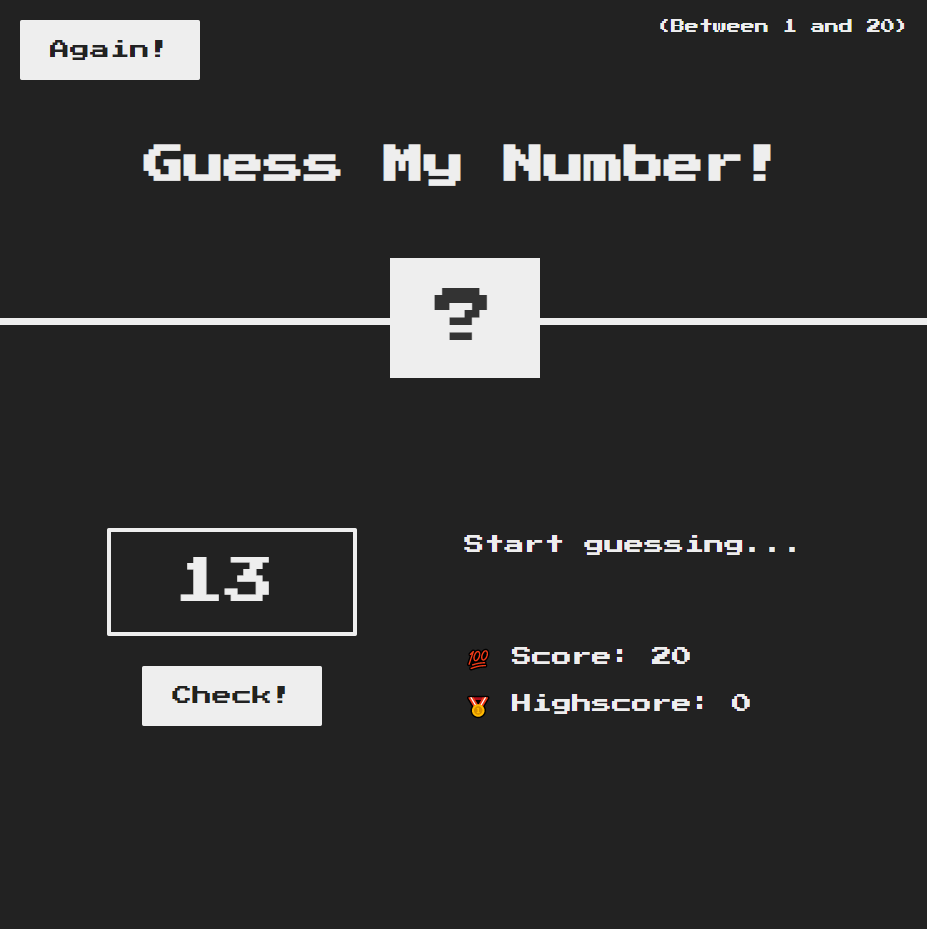 Again!
(Between 1 and 20)
Guess My Number!
?
13
Check!
Start guessing...
💯 Score: 20
🥇 Highscore: 0